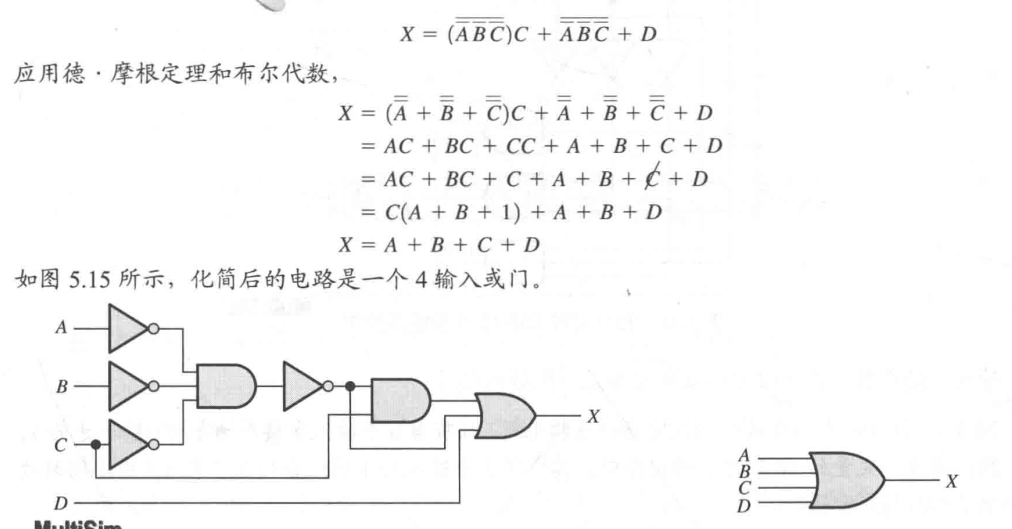 X = (\overline{\overline{A}\,\overline{B}\,\overline{C}})C + \overline{\overline{A}\,\overline{B}\,\overline{C}} + D
应用德·摩根定理和布尔代数，
X = (\overline{\overline{A}} + \overline{\overline{B}} + \overline{\overline{C}})C + \overline{\overline{A}} + \overline{\overline{B}} + \overline{\overline{C}} + D
= AC + BC + CC + A + B + C + D
= AC + BC + C + A + B + C + D
= C(A + B + 1) + A + B + D
X = A + B + C + D
如图 5.15 所示，化简后的电路是一个 4 输入或门。
A
B
C
D
X
A
B
C
D
X
MultiSim